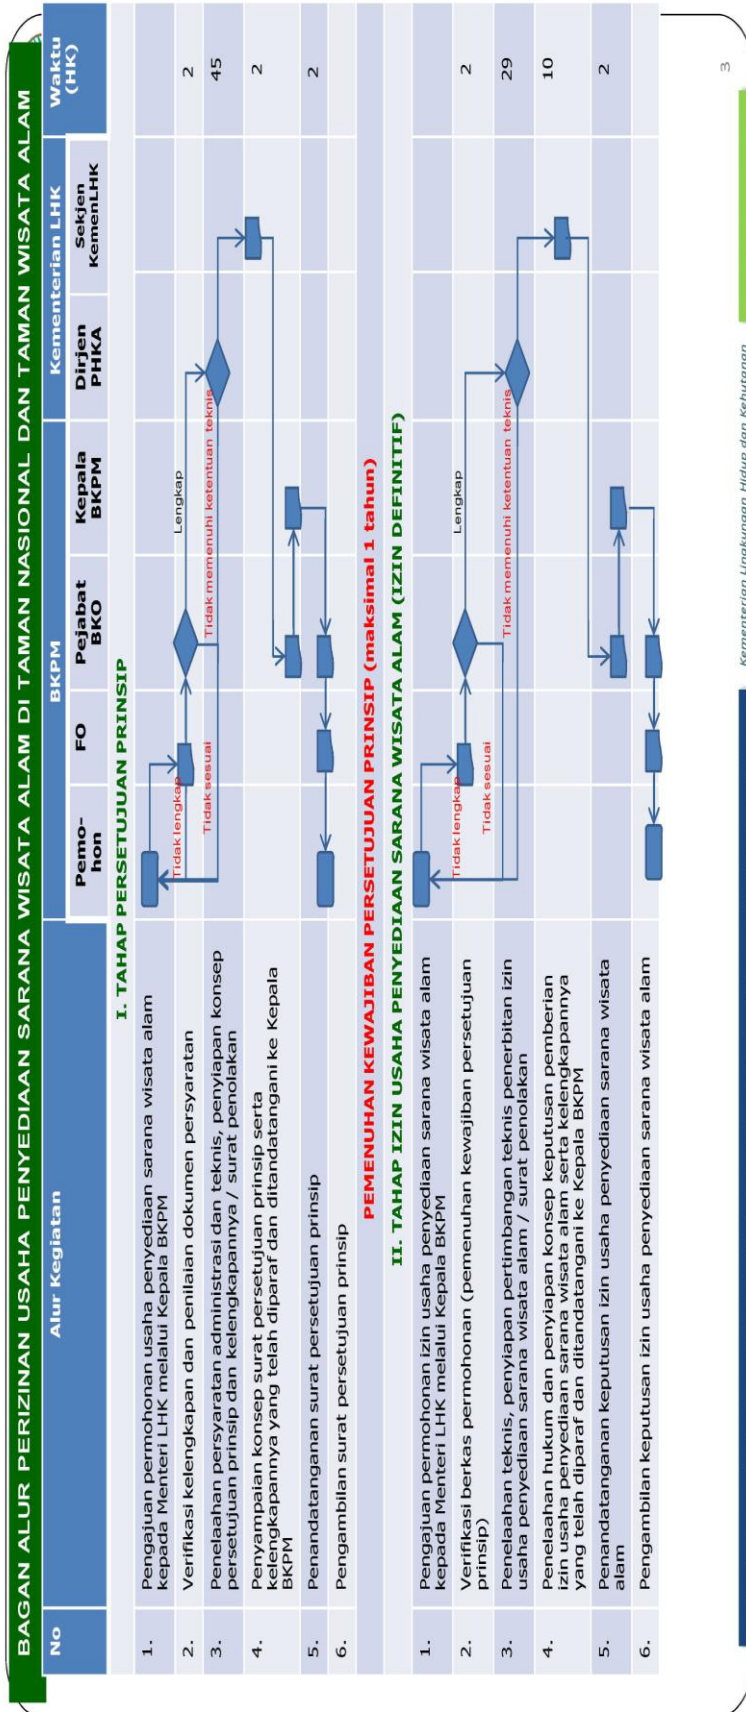 BAGAN ALUR PERIZINAN USAHA PENYEDIAAN SARANA WISATA ALAM DI TAMAN NASIONAL DAN TAMAN WISATA ALAM
No
Alur Kegiatan
BKPM
Kementerian LHK
Waktu
(HK)
Pemo-
hon
FO
Pejabat
BKO
Kepala
BKPM
Dirjen
PHKA
Sekjen
KemenLHK
I. TAHAP PERSETUJUAN PRINSIP
1.
Pengajuan permohonan usaha penyediaan sarana wisata alam
kepada Menteri LHK melalui Kepala BKPM
2.
Verifikasi kelengkapan dan penilaian dokumen persyaratan
2
3.
Penelaahan persyaratan administrasi dan teknis, penyiapan konsep
persetujuan prinsip dan kelengkapannya / surat penolakan
45
4.
Penyampaian konsep surat persetujuan prinsip serta
kelengkapannya yang telah diparaf dan ditandatangani ke Kepala
BKPM
2
5.
Penandatanganan surat persetujuan prinsip
2
6.
Pengambilan surat persetujuan prinsip
Tidak lengkap
Lengkap
Tidak sesuai
Tidak memenuhi ketentuan teknis
PEMENUHAN KEWAJIBAN PERSETUJUAN PRINSIP (maksimal 1 tahun)
II. TAHAP IZIN USAHA PENYEDIAAN SARANA WISATA ALAM (IZIN DEFINITIF)
1.
Pengajuan permohonan izin usaha penyediaan sarana wisata alam
kepada Menteri LHK melalui Kepala BKPM
2.
Verifikasi berkas permohonan (pemenuhan kewajiban persetujuan
prinsip)
2
3.
Penelaahan teknis, penyiapan pertimbangan teknis penerbitan izin
usaha penyediaan sarana wisata alam / surat penolakan
29
4.
Penelaahan hukum dan penyiapan konsep keputusan pemberian
izin usaha penyediaan sarana wisata alam serta kelengkapannya
yang telah diparaf dan ditandatangani ke Kepala BKPM
10
5.
Penandatanganan keputusan izin usaha penyediaan sarana wisata
alam
2
6.
Pengambilan keputusan izin usaha penyediaan sarana wisata alam
Tidak lengkap
Lengkap
Tidak sesuai
Tidak memenuhi ketentuan teknis
Kementerian Lingkungan Hidup dan Kehutanan
3